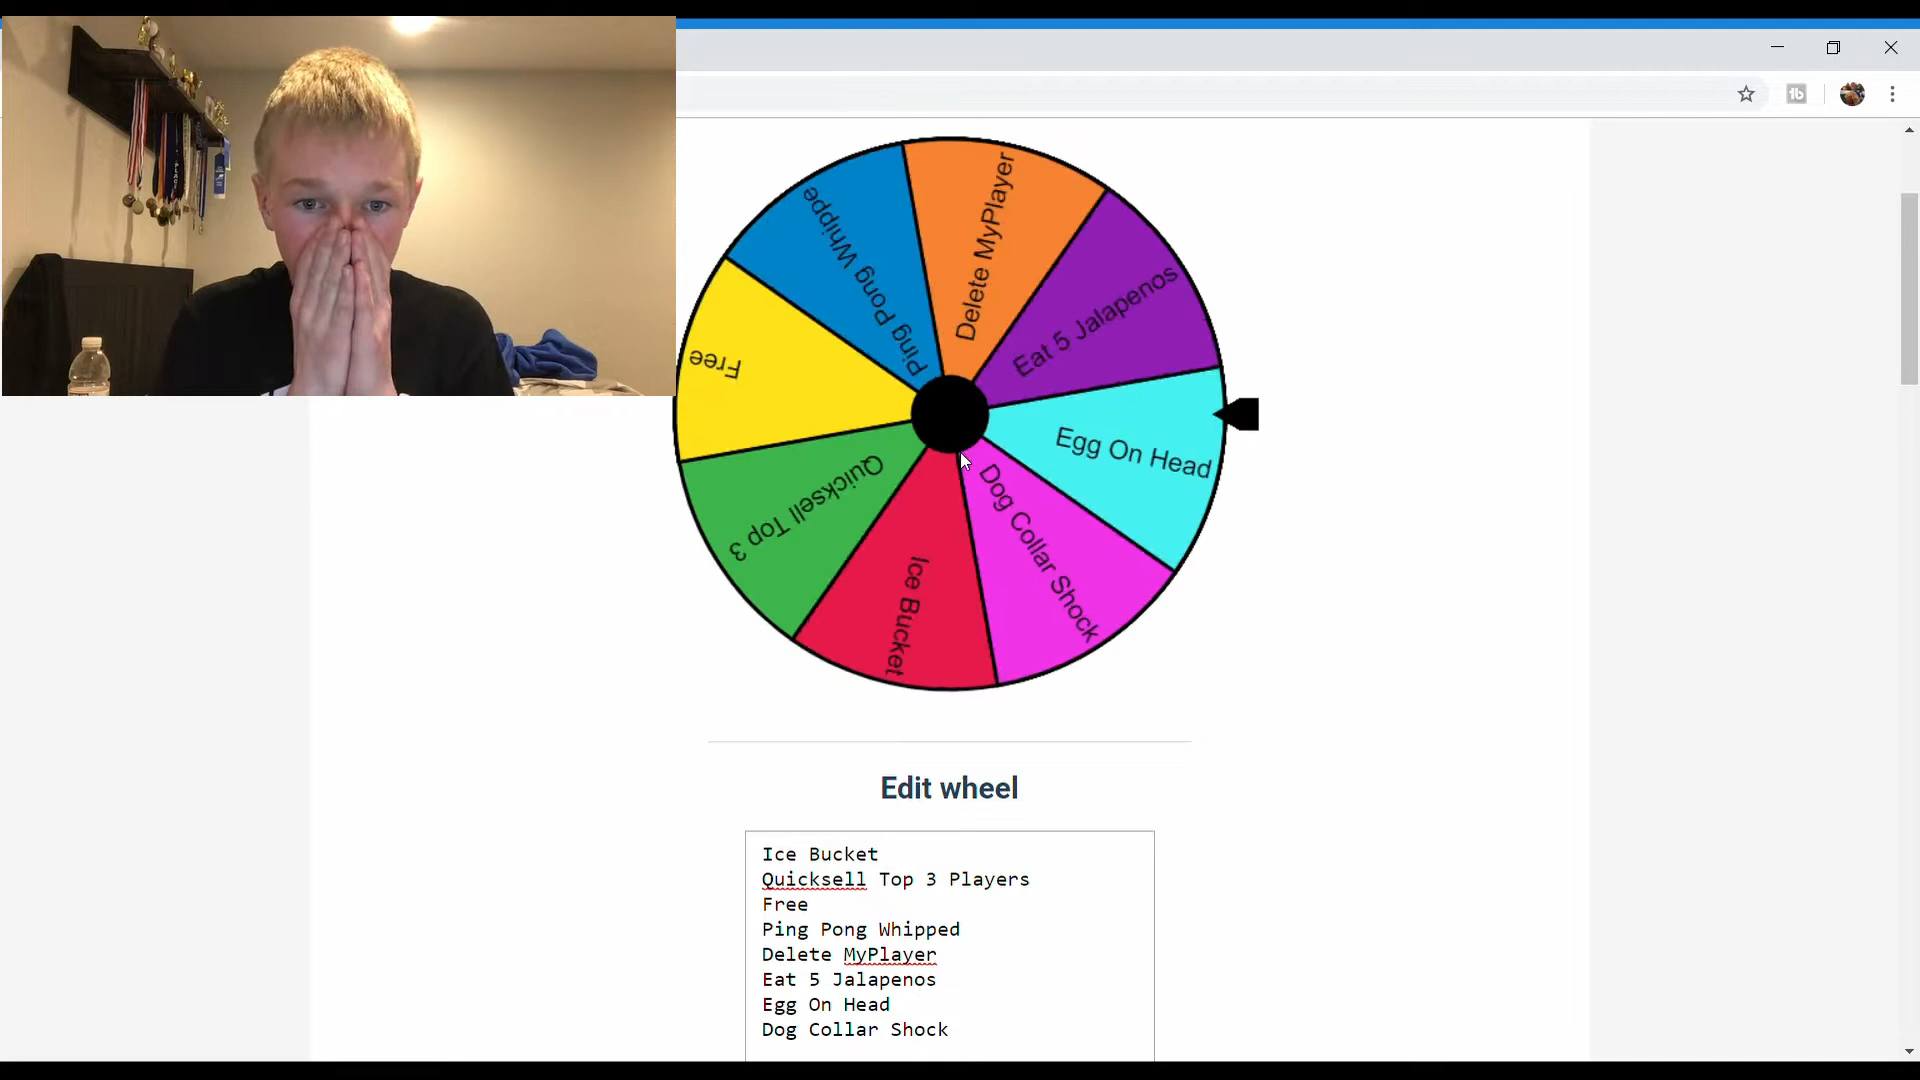 Ping Pong Whippe
Delete MyPlayer
Eat 5 Jalapenos
Free
Egg On Head
Quicksell Top 3
Dog Collar Shock
Ice Bucket
Edit wheel
Ice Bucket
Quicksell Top 3 Players
Free
Ping Pong Whipped
Delete MyPlayer
Eat 5 Jalapenos
Egg On Head
Dog Collar Shock